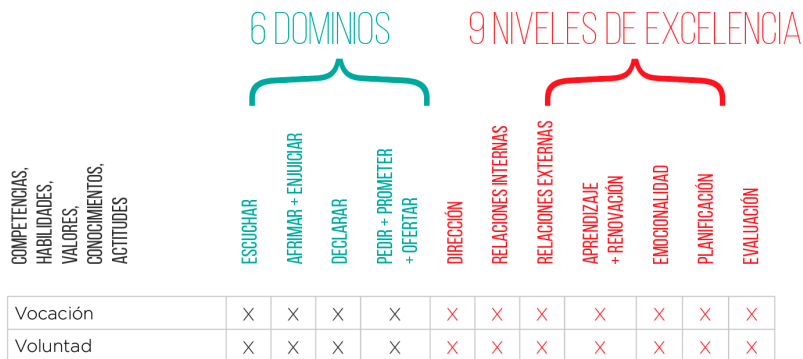 6 DOMINIOS
9 NIVELES DE EXCELENCIA
COMPETENCIAS,
HABILIDADES,
VALORES,
CONOCIMIENTOS,
ACTITUDES
ESCUCHAR
AFRIMAR + ENJUICIAR
DECLARAR
PEDIR + PROMETER
+ OFERTAR
DIRECCIÓN
RELACIONES INTERNAS
RELACIONES EXTERNAS
APRENDIZAJE
+ RENOVACIÓN
EMOCIONALIDAD
PLANIFICACIÓN
EVALUACIÓN
Vocación X X X X X X X X X X X
Voluntad X X X X X X X X X X X